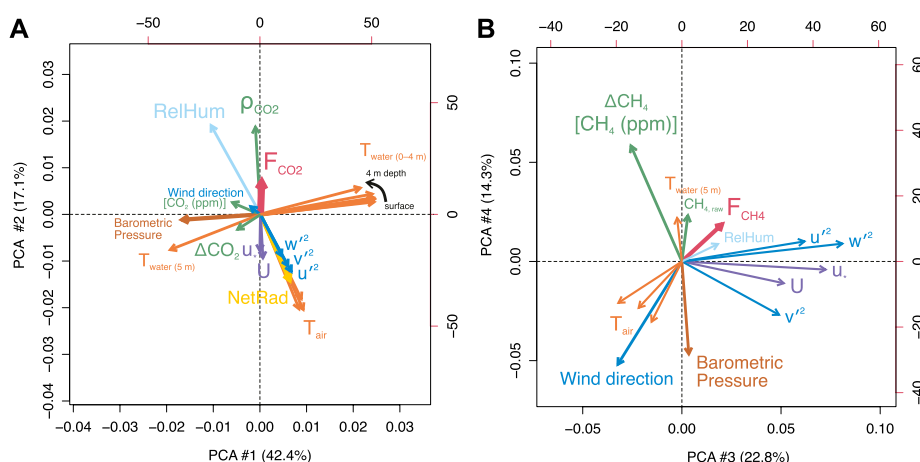 A
−50 0 50
PCA #2 (17.1%)
0.03
0.02
0.01
0.00
−0.01
−0.02
−0.03
−0.04
50
0
−50
RelHum
ρCO2
FCO2
Twater (0–4 m)
4 m depth
surface
Wind direction
[CO2 (ppm)]
Barometric
Pressure
Twater (5 m)
ΔCO2
u*
U
w′2
v′2
u′2
NetRad
Tair
−0.04 −0.03 −0.02 −0.01 0.00 0.01 0.02 0.03
PCA #1 (42.4%)
B
−40 −20 0 20 40 60
PCA #4 (14.3%)
0.10
0.05
0.00
−0.05
60
40
20
0
−20
−40
ΔCH4
[CH4 (ppm)]
Twater (5 m)
CH4, raw
FCH4
RelHum
u′2
w′2
u*
U
v′2
Tair
Wind direction
Barometric
Pressure
−0.05 0.00 0.05 0.10
PCA #3 (22.8%)